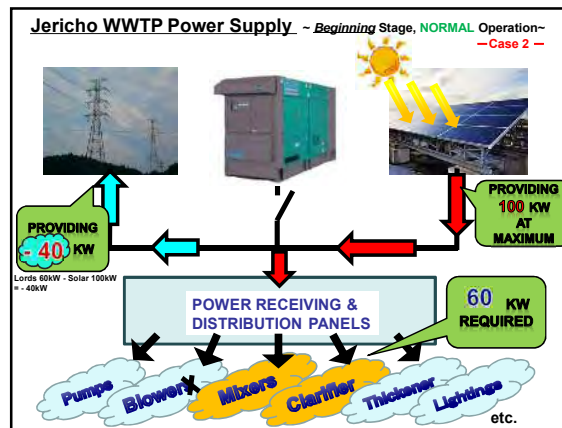 Jericho WWTP Power Supply ~ Beginning Stage, NORMAL Operation~
—Case 2 —
PROVIDING
100 KW
AT
MAXIMUM
PROVIDING
- 40 KW
Lords 60kW - Solar 100kW
= - 40kW
POWER RECEIVING &
DISTRIBUTION PANELS
60 KW
REQUIRED
Pumps
Blowers
Mixers
Clarifier
Thickener
Lightings
etc.